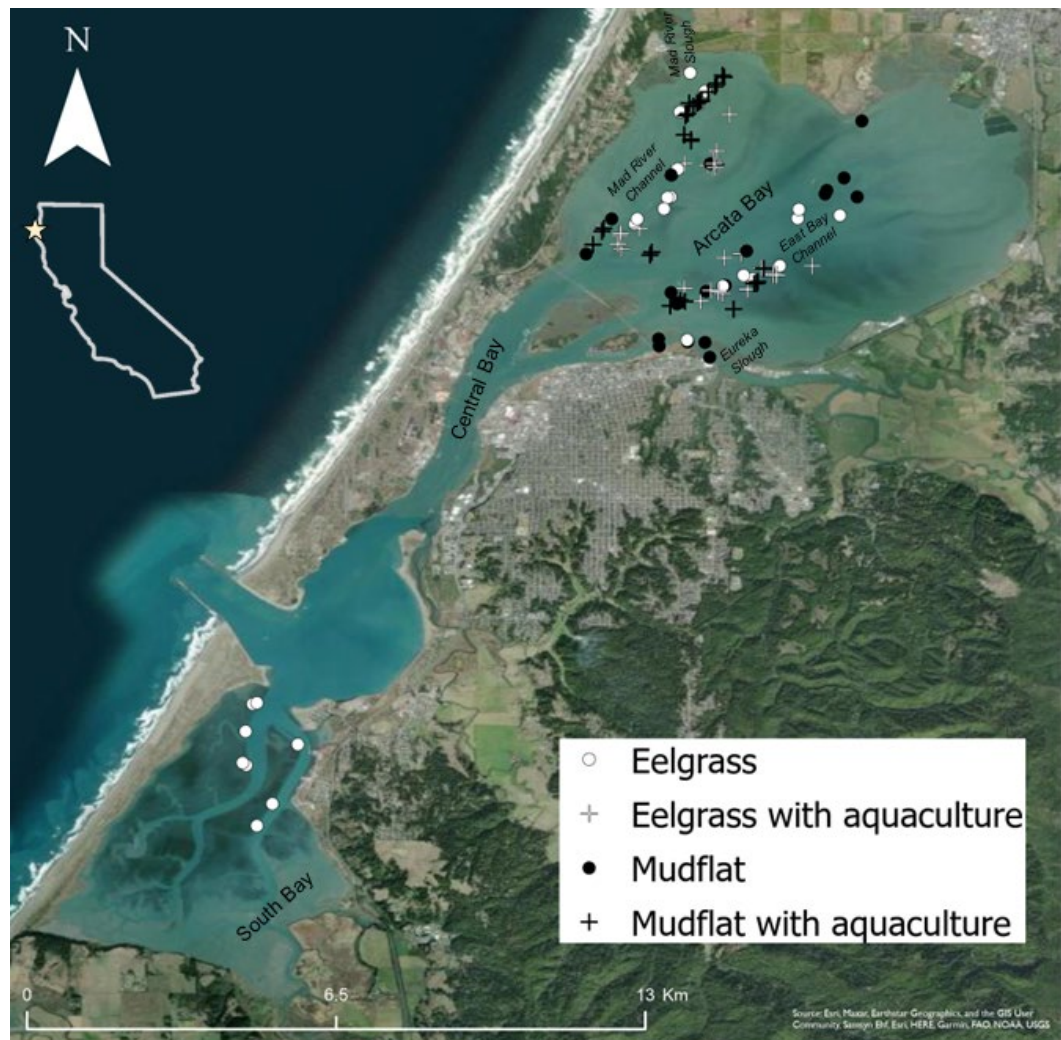 N
Mad River
Slough
Mad River
Channel
Arcata Bay
East Bay
Channel
Eureka
Slough
Central Bay
Eelgrass
Eelgrass with aquaculture
Mudflat
Mudflat with aquaculture
South Bay
0
6.5
13 Km
Source: Esri, Maxar, Earthstar Geographics, and the GIS User
Community, Sanisyn Ehf, Esri, HERE, Garmin, FAO, NOAA, USGS